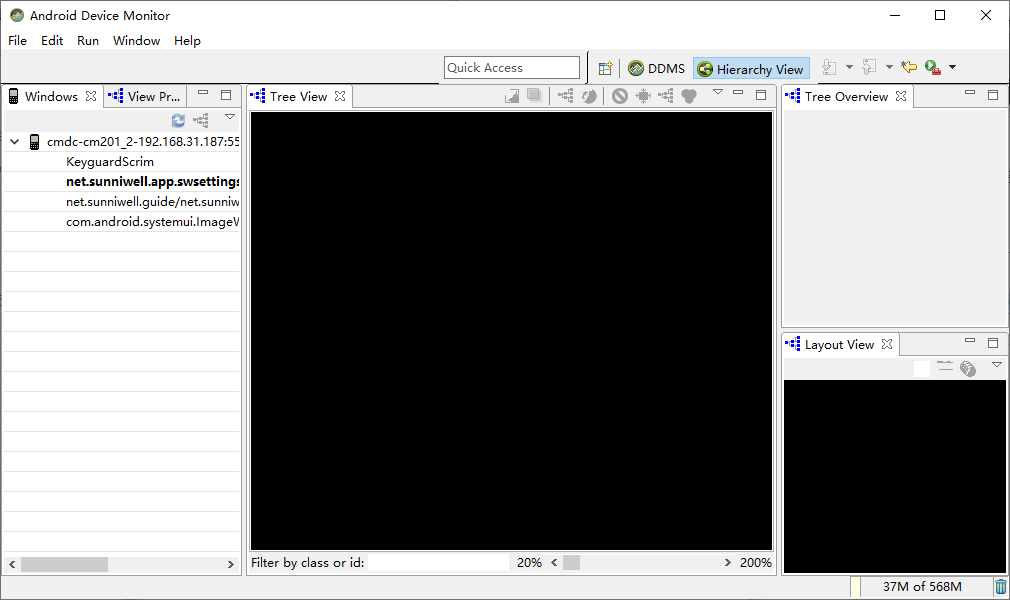 Android Device Monitor
File Edit Run Window Help
Quick Access
DDMS
Hierarchy View
Windows
View Pr...
Tree View
Tree Overview
cmdc-cm201_2-192.168.31.187:55
KeyguardScrim
net.sunniwell.app.swsettings
net.sunniwell.guide/net.sunniw
com.android.systemui.ImageW
Layout View
Filter by class or id:
20%
200%
37M of 568M